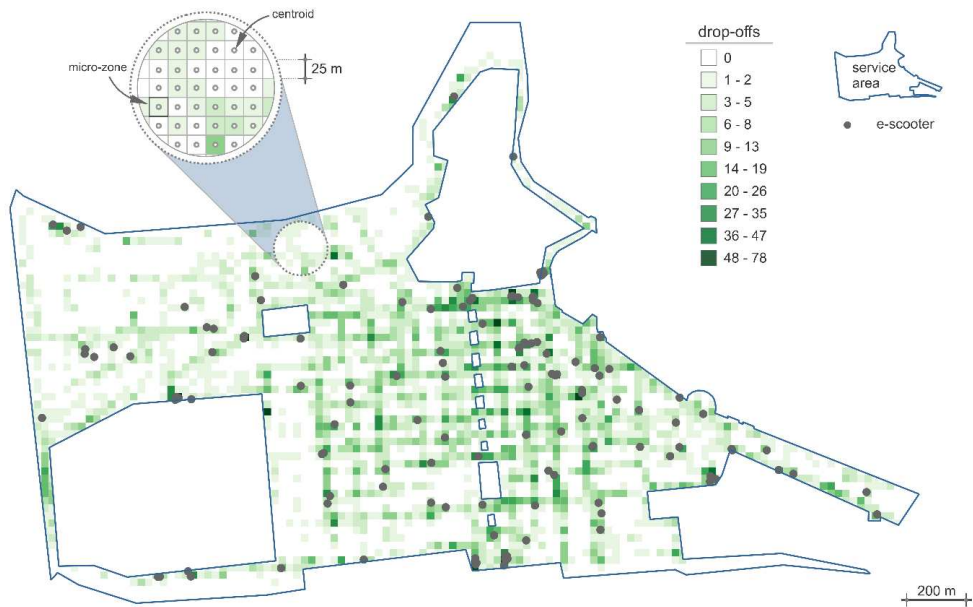 centroid
micro-zone
25 m
drop-offs
0
1 - 2
3 - 5
6 - 8
9 - 13
14 - 19
20 - 26
27 - 35
36 - 47
48 - 78
service
area
e-scooter
200 m